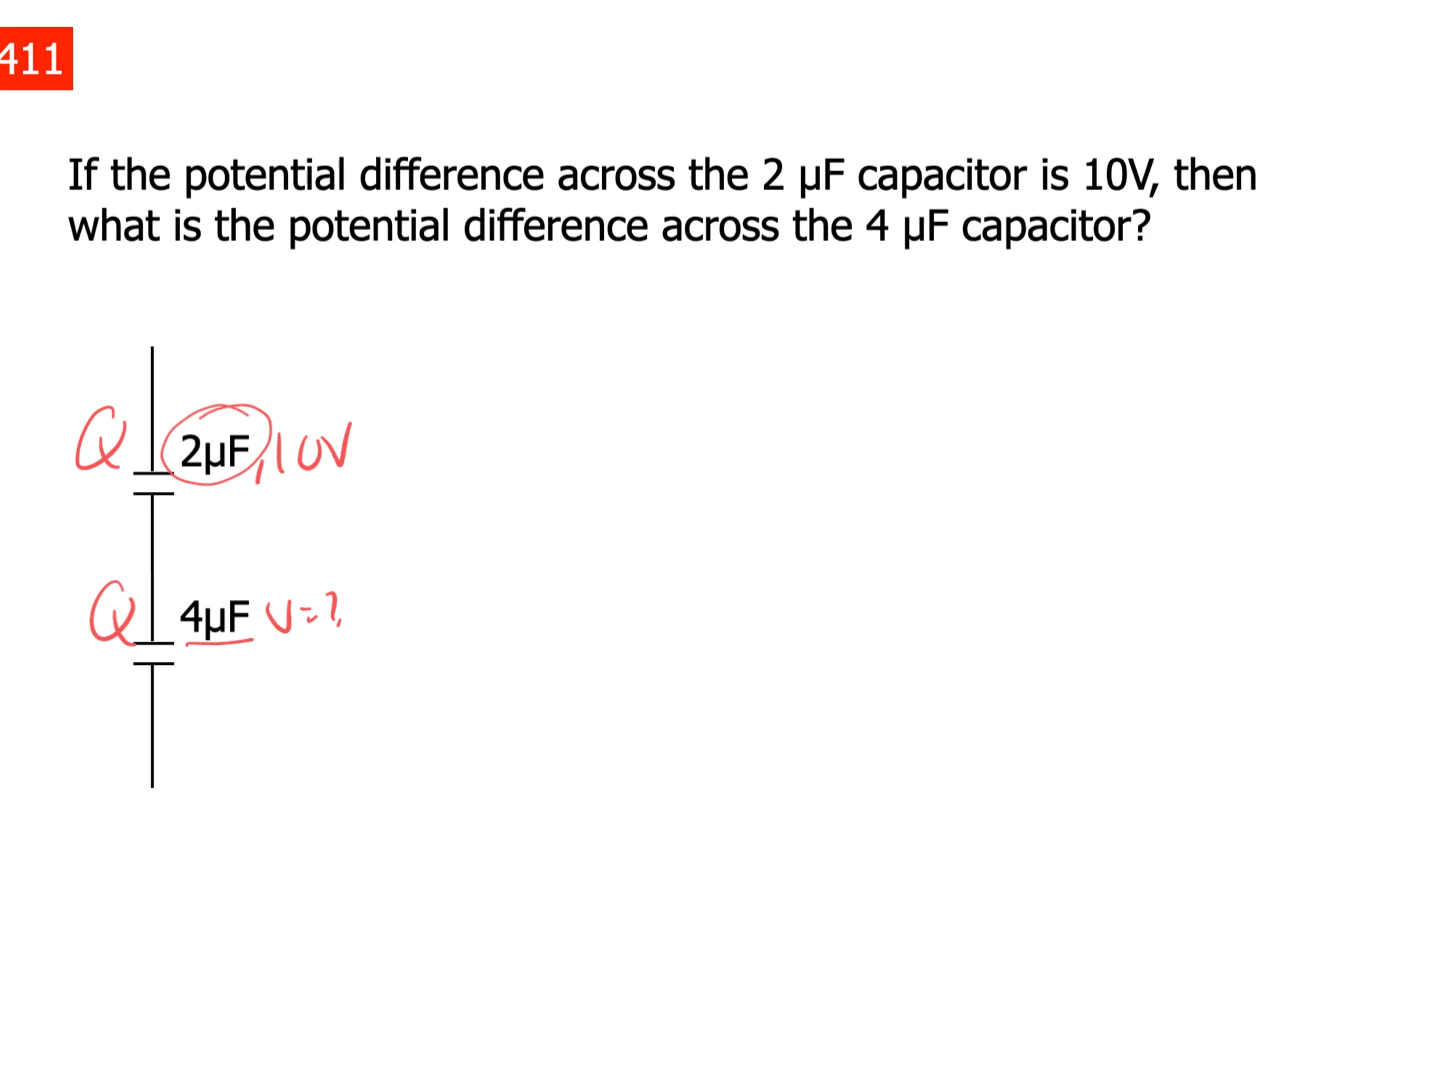 411
If the potential difference across the 2 µF capacitor is 10V, then
what is the potential difference across the 4 µF capacitor?
Q 2µF, 10V
Q 4µF V=?